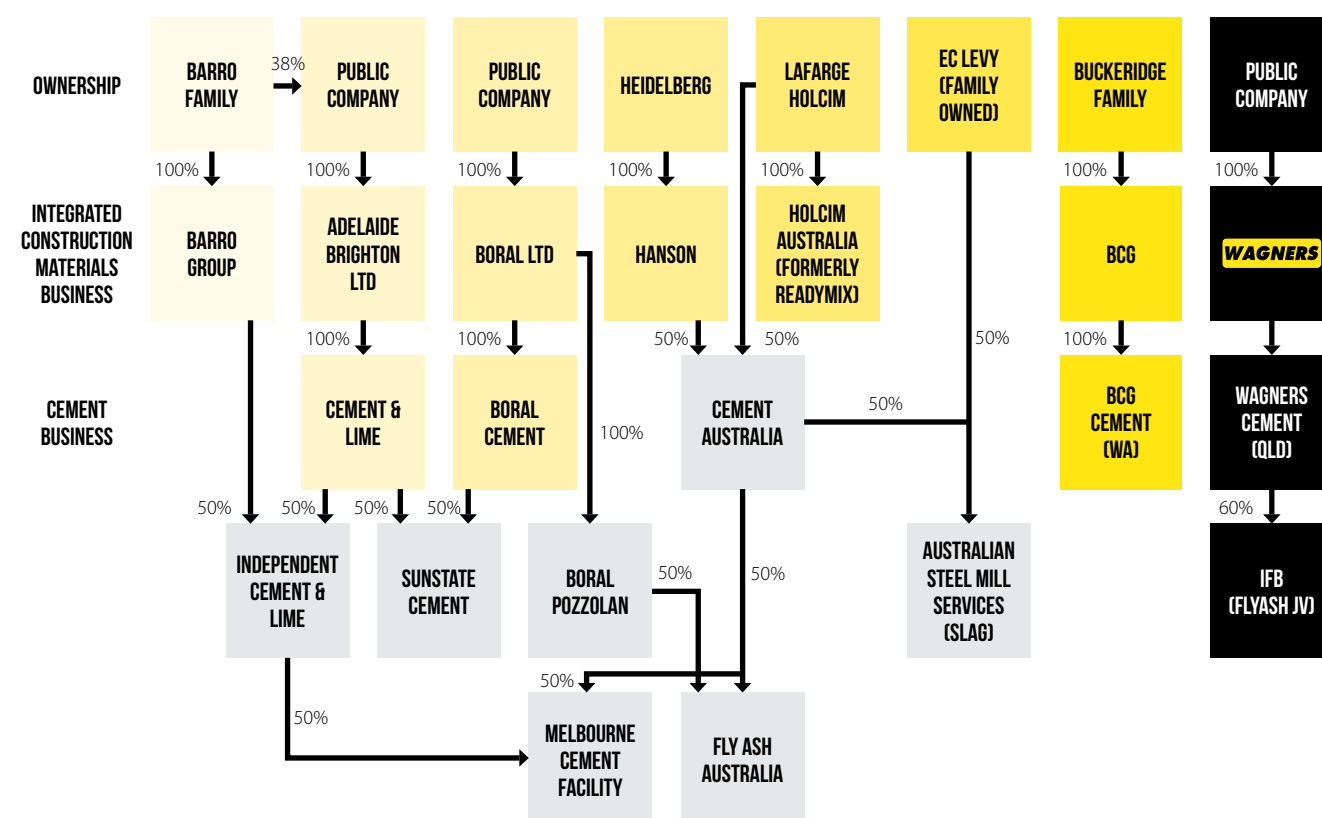 OWNERSHIP
BARRO
FAMILY
38%
PUBLIC
COMPANY
PUBLIC
COMPANY
HEIDELBERG
LAFARGE
HOLCIM
EC LEVY
(FAMILY
OWNED)
BUCKERIDGE
FAMILY
PUBLIC
COMPANY
100%
100%
100%
100%
100%
100%
100%
INTEGRATED
CONSTRUCTION
MATERIALS
BUSINESS
BARRO
GROUP
ADELAIDE
BRIGHTON
LTD
BORAL LTD
HANSON
HOLCIM
AUSTRALIA
(FORMERLY
READYMIX)
BCG
WAGNERS
100%
100%
50%
50%
50%
100%
CEMENT
BUSINESS
CEMENT &
LIME
BORAL
CEMENT
100%
CEMENT
AUSTRALIA
50%
BCG
CEMENT
(WA)
WAGNERS
CEMENT
(QLD)
50%
50%
50%
50%
60%
INDEPENDENT
CEMENT &
LIME
SUNSTATE
CEMENT
BORAL
POZZOLAN
50%
50%
AUSTRALIAN
STEEL MILL
SERVICES
(SLAG)
IFB
(FLYASH JV)
50%
50%
MELBOURNE
CEMENT
FACILITY
FLY ASH
AUSTRALIA